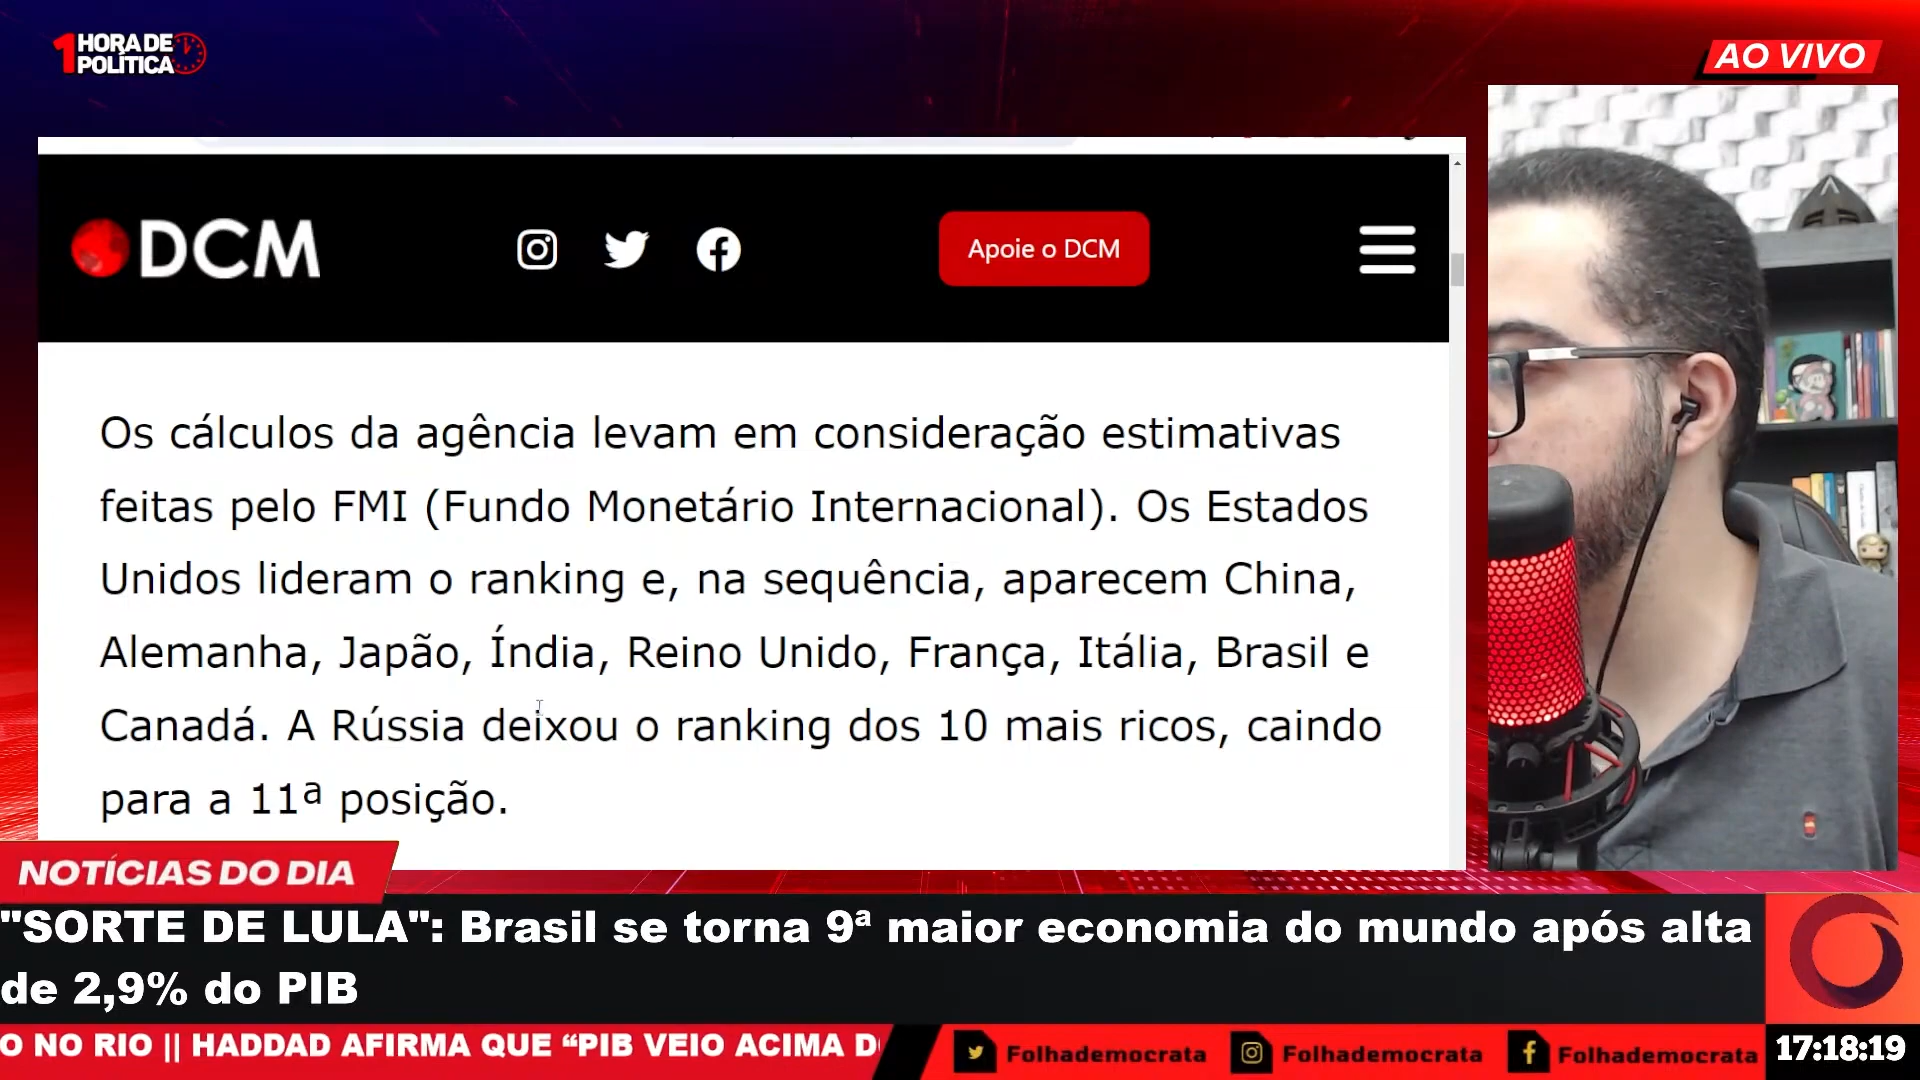 1 HORA DE
POLÍTICA
AO VIVO
DCM
Apoie o DCM
Os cálculos da agência levam em consideração estimativas
feitas pelo FMI (Fundo Monetário Internacional). Os Estados
Unidos lideram o ranking e, na sequência, aparecem China,
Alemanha, Japão, Índia, Reino Unido, França, Itália, Brasil e
Canadá. A Rússia deixou o ranking dos 10 mais ricos, caindo
para a 11ª posição.
NOTÍCIAS DO DIA
"SORTE DE LULA": Brasil se torna 9ª maior economia do mundo após alta
de 2,9% do PIB
O NO RIO || HADDAD AFIRMA QUE “PIB VEIO ACIMA
Folhademocrata
Folhademocrata
Folhademocrata
17:18:19